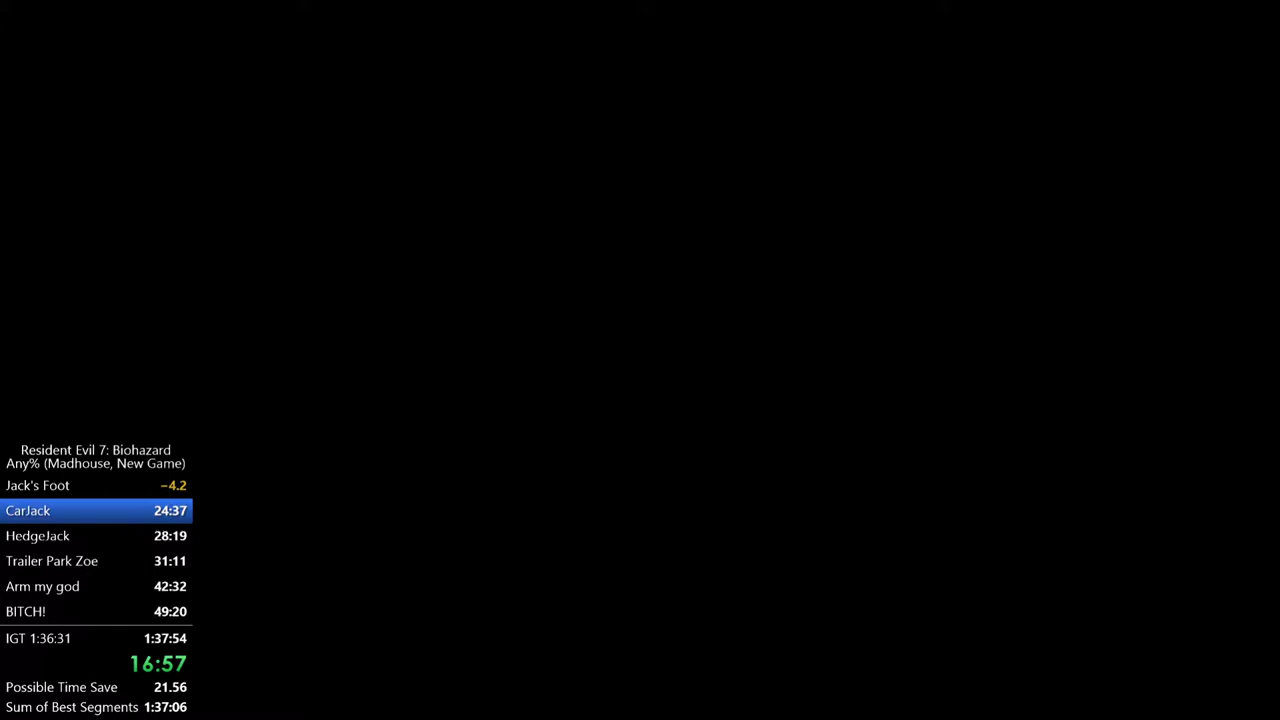 Resident Evil 7: Biohazard
Any% (Madhouse, New Game)
Jack's Foot −4.2
CarJack 24:37
HedgeJack 28:19
Trailer Park Zoe 31:11
Arm my god 42:32
BITCH! 49:20
IGT 1:36:31 1:37:54
16:57
Possible Time Save 21.56
Sum of Best Segments 1:37:06